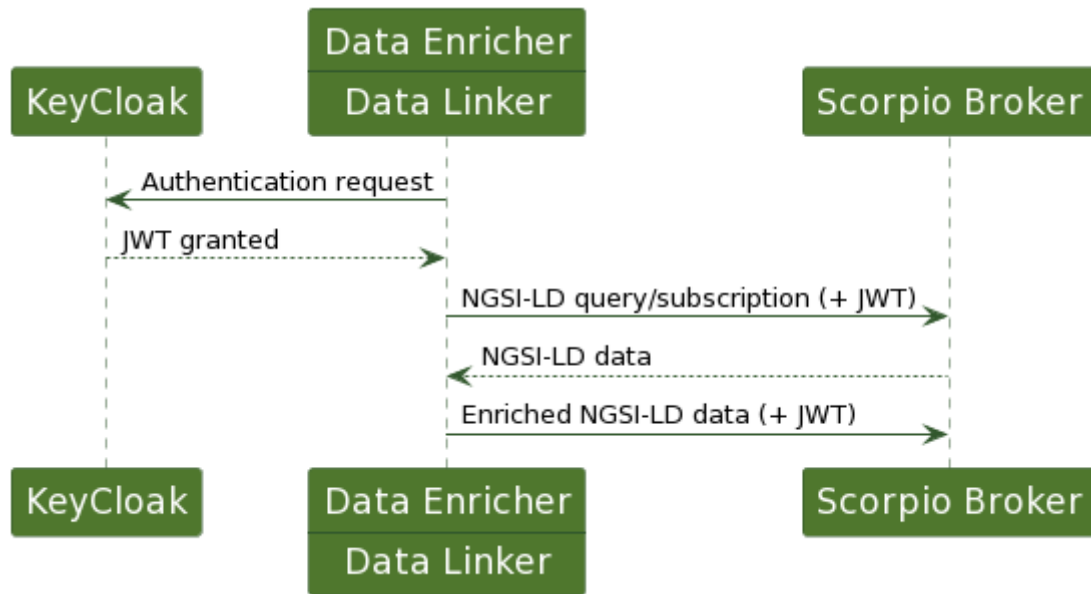 Data Enricher
KeyCloak
Data Linker
Scorpio Broker
Authentication request
JWT granted
NGSI-LD query/subscription (+ JWT)
NGSI-LD data
Enriched NGSI-LD data (+ JWT)
KeyCloak
Data Enricher
Scorpio Broker
Data Linker